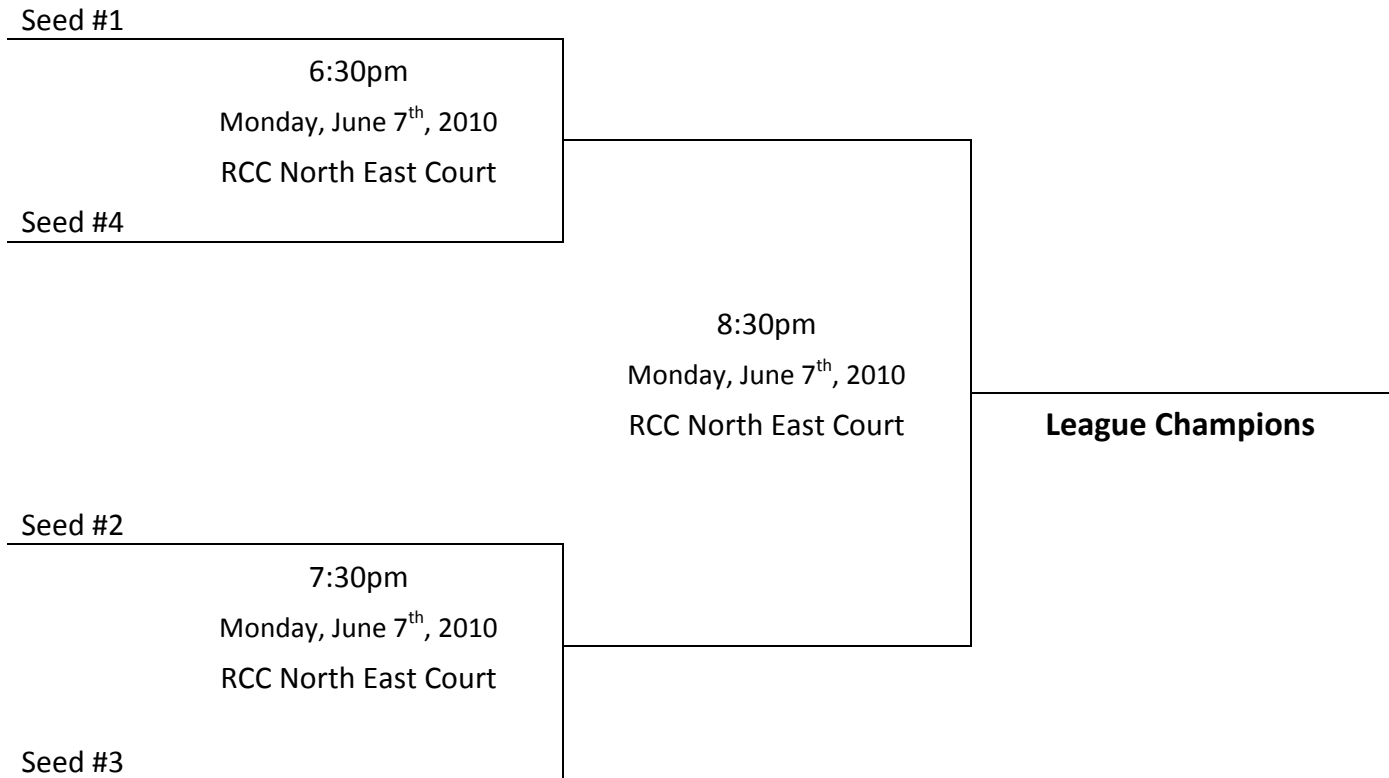 Seed #1
6:30pm
Monday, June 7th, 2010
RCC North East Court
Seed #4
8:30pm
Monday, June 7th, 2010
RCC North East Court
League Champions
Seed #2
7:30pm
Monday, June 7th, 2010
RCC North East Court
Seed #3